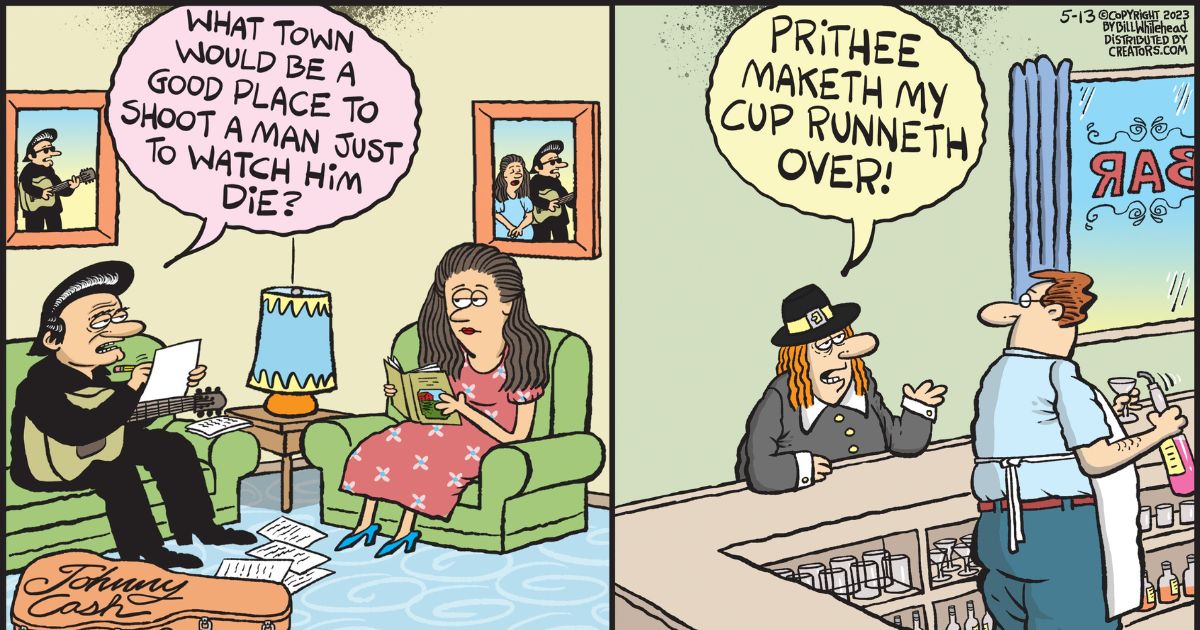 WHAT TOWN
WOULD BE A
GOOD PLACE TO
SHOOT A MAN JUST
TO WATCH HiM
DiE?
Johnny
Cash
5-13 ©COPYRIGHT 2023
BY Bill Whitehead
DISTRIBUTED BY
CREATORS.COM
PRiTHEE
MAKETH MY
CUP RUNNETH
OVER!
BAR